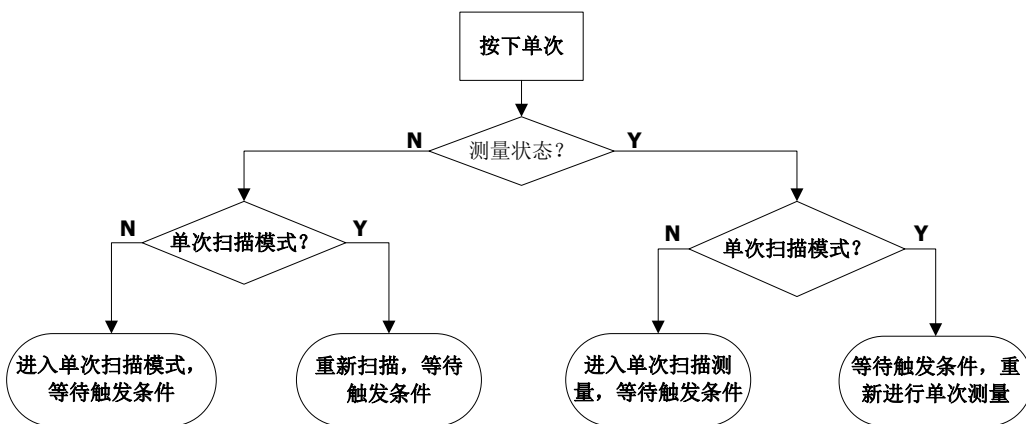 按下单次
N
测量状态？
Y
N
单次扫描模式？
Y
N
单次扫描模式？
Y
进入单次扫描模式，
等待触发条件
重新扫描，等待
触发条件
进入单次扫描测
量，等待触发条件
等待触发条件，重
新进行单次测量